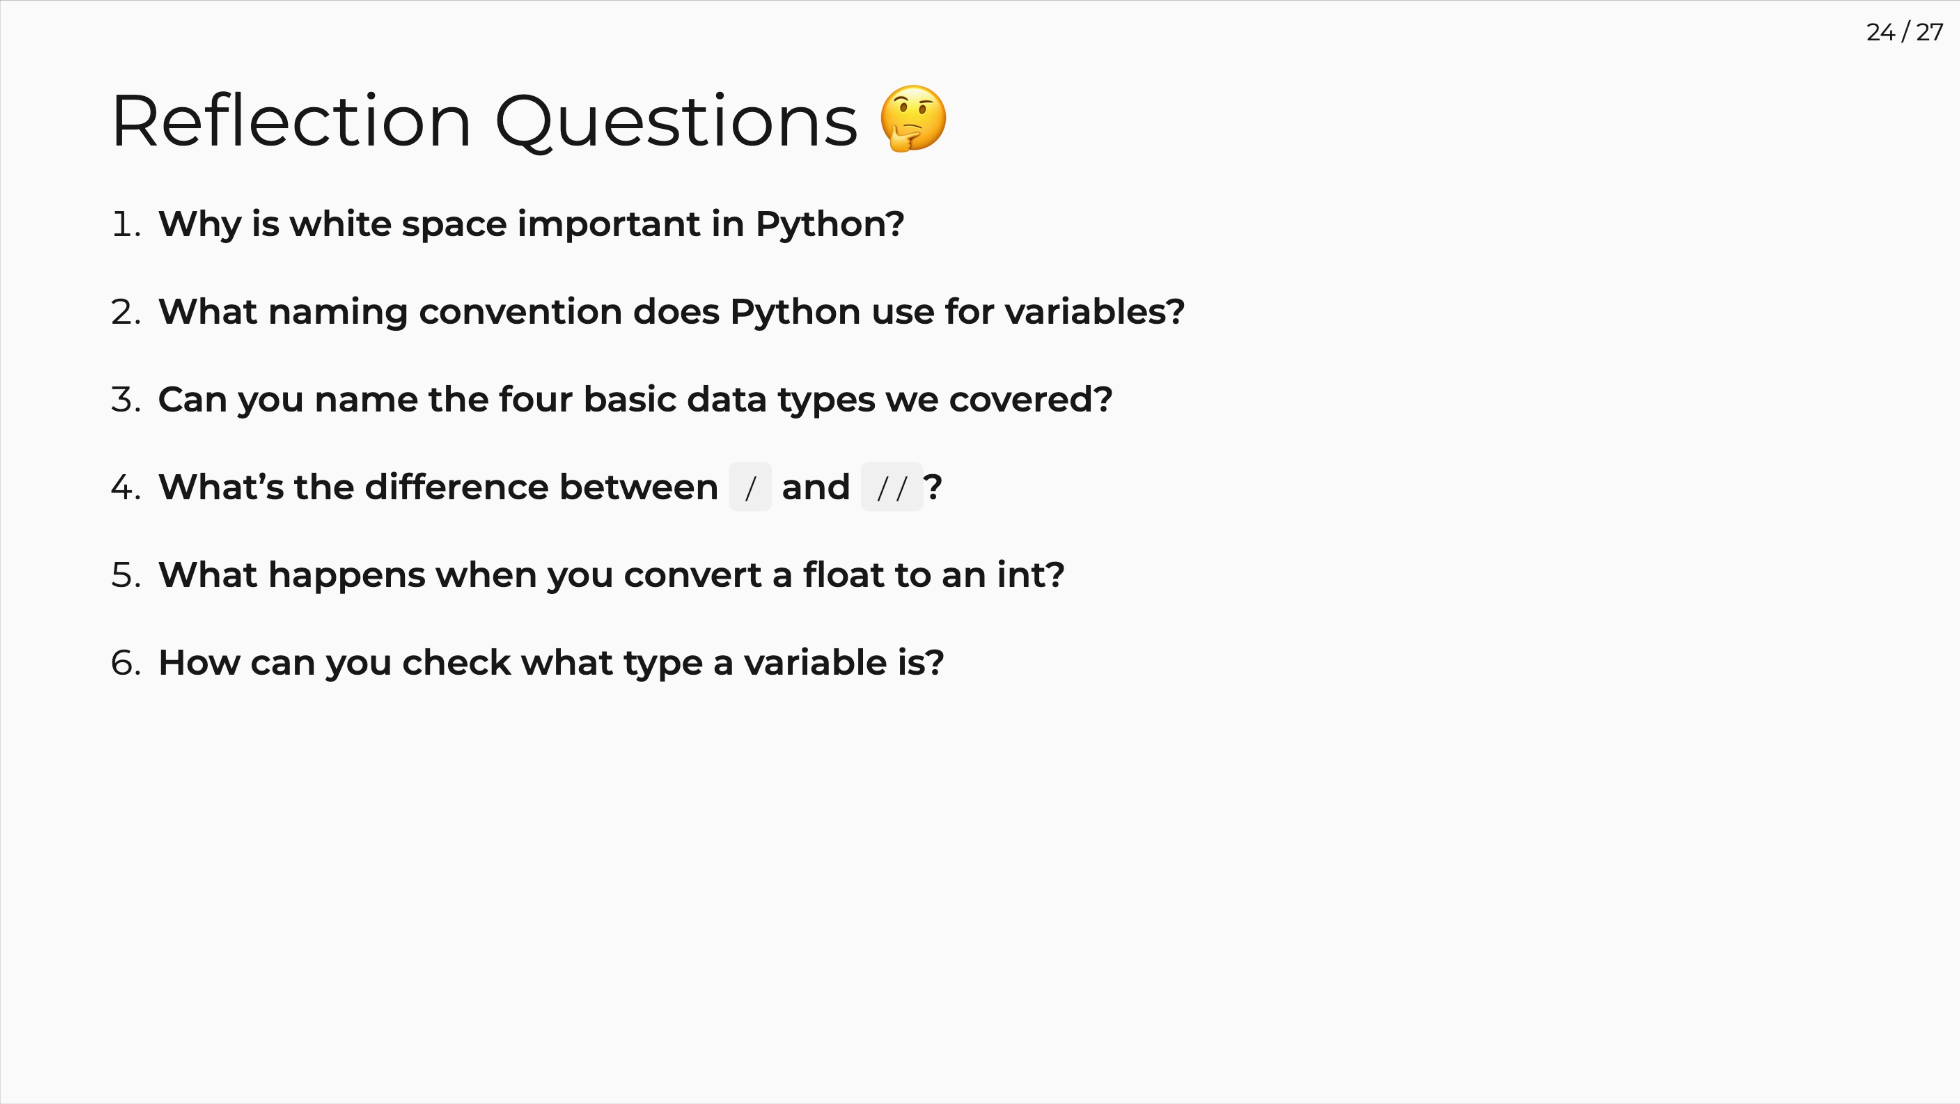 24 / 27
Reflection Questions 🤔
1. Why is white space important in Python?
2. What naming convention does Python use for variables?
3. Can you name the four basic data types we covered?
4. What’s the difference between / and //?
5. What happens when you convert a float to an int?
6. How can you check what type a variable is?